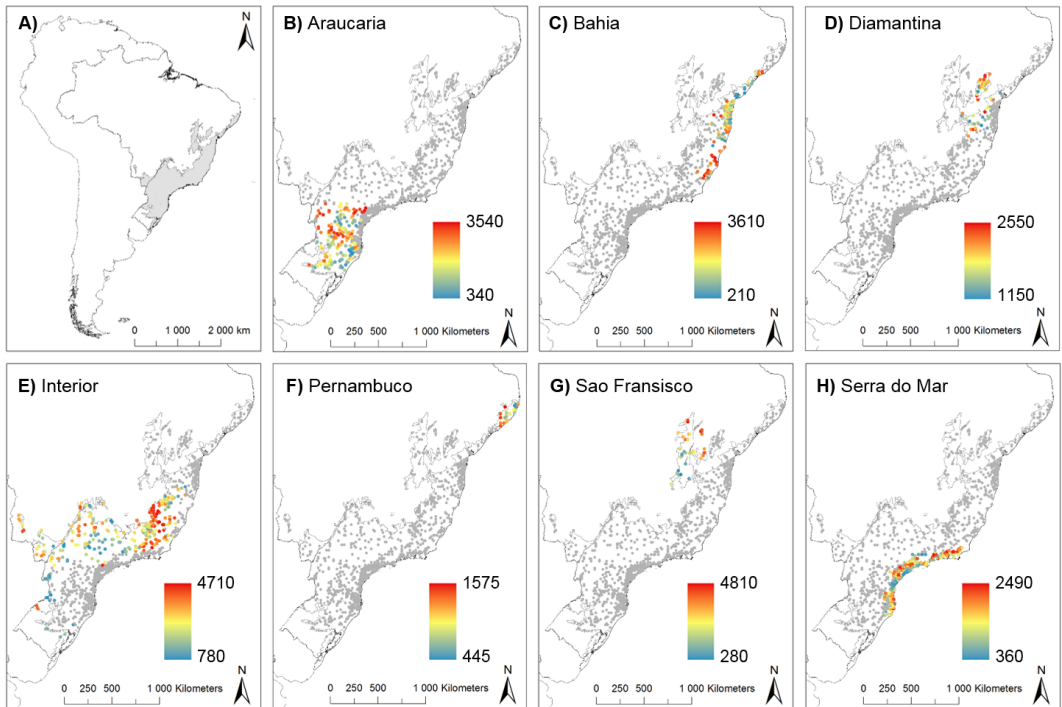 A)
N
0 1 000 2 000 km
B) Araucaria
3540
340
0 250 500 1 000 Kilometers
N
C) Bahia
3610
210
0 250 500 1 000 Kilometers
N
D) Diamantina
2550
1150
0 250 500 1 000 Kilometers
N
E) Interior
4710
780
0 250 500 1 000 Kilometers
N
F) Pernambuco
1575
445
0 250 500 1 000 Kilometers
N
G) Sao Fransisco
4810
280
0 250 500 1 000 Kilometers
N
H) Serra do Mar
2490
360
0 250 500 1 000 Kilometers
N